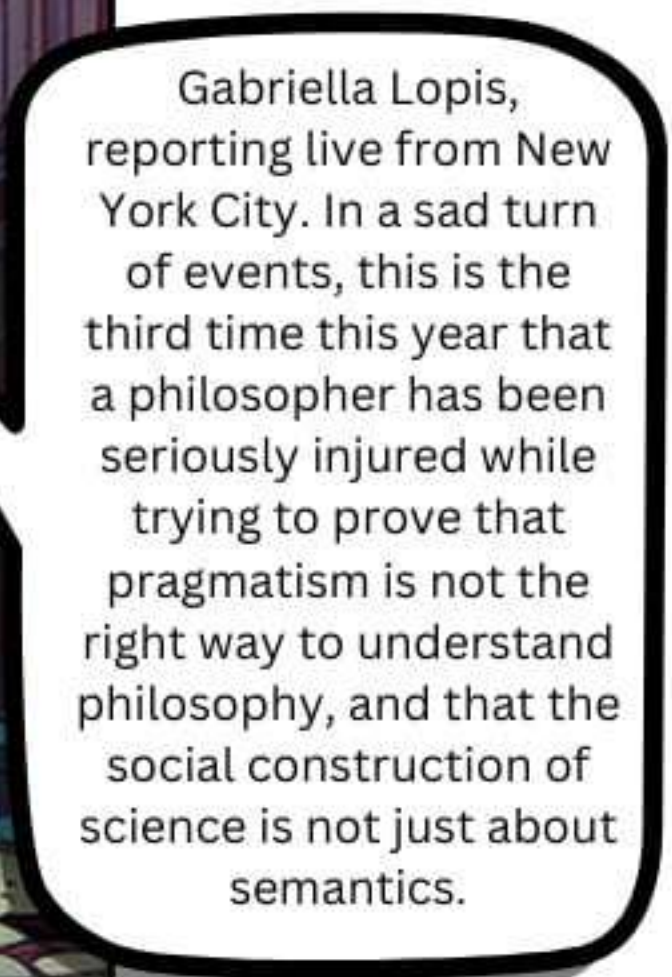 Gabriella Lopis,
reporting live from New
York City. In a sad turn
of events, this is the
third time this year that
a philosopher has been
seriously injured while
trying to prove that
pragmatism is not the
right way to understand
philosophy, and that the
social construction of
science is not just about
semantics.